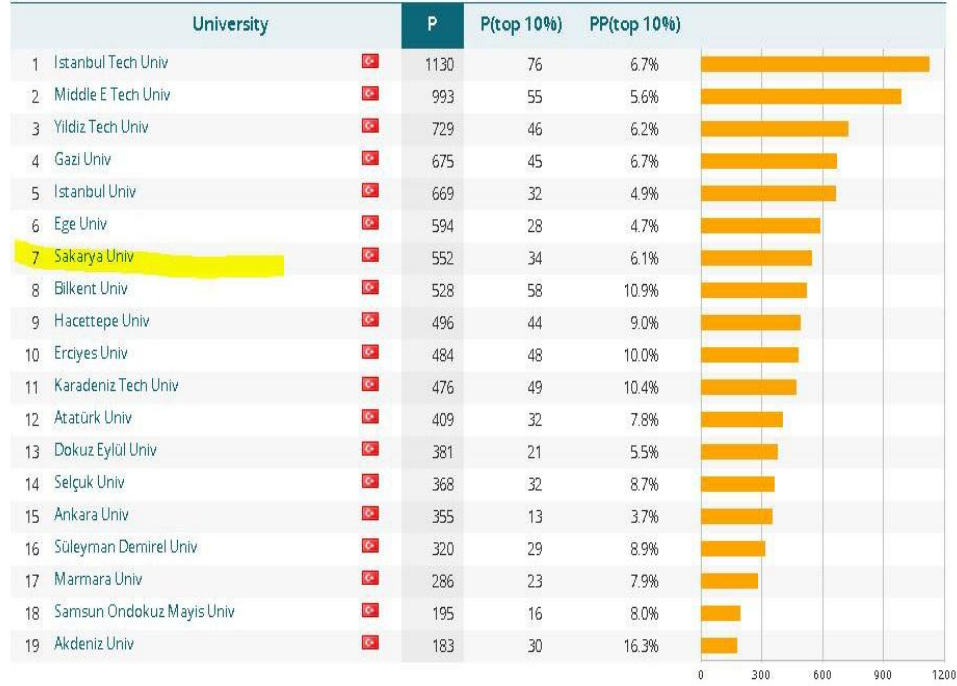 University P P(top 10%) PP(top 10%)
1 Istanbul Tech Univ 1130 76 6.7%
2 Middle E Tech Univ 993 55 5.6%
3 Yildiz Tech Univ 729 46 6.2%
4 Gazi Univ 675 45 6.7%
5 Istanbul Univ 669 32 4.9%
6 Ege Univ 594 28 4.7%
7 Sakarya Univ 552 34 6.1%
8 Bilkent Univ 528 58 10.9%
9 Hacettepe Univ 496 44 9.0%
10 Erciyes Univ 484 48 10.0%
11 Karadeniz Tech Univ 476 49 10.4%
12 Atatürk Univ 409 32 7.8%
13 Dokuz Eylül Univ 381 21 5.5%
14 Selçuk Univ 368 32 8.7%
15 Ankara Univ 355 13 3.7%
16 Süleyman Demirel Univ 320 29 8.9%
17 Marmara Univ 286 23 7.9%
18 Samsun Ondokuz Mayis Univ 195 16 8.0%
19 Akdeniz Univ 183 30 16.3%
0 300 600 900 1200